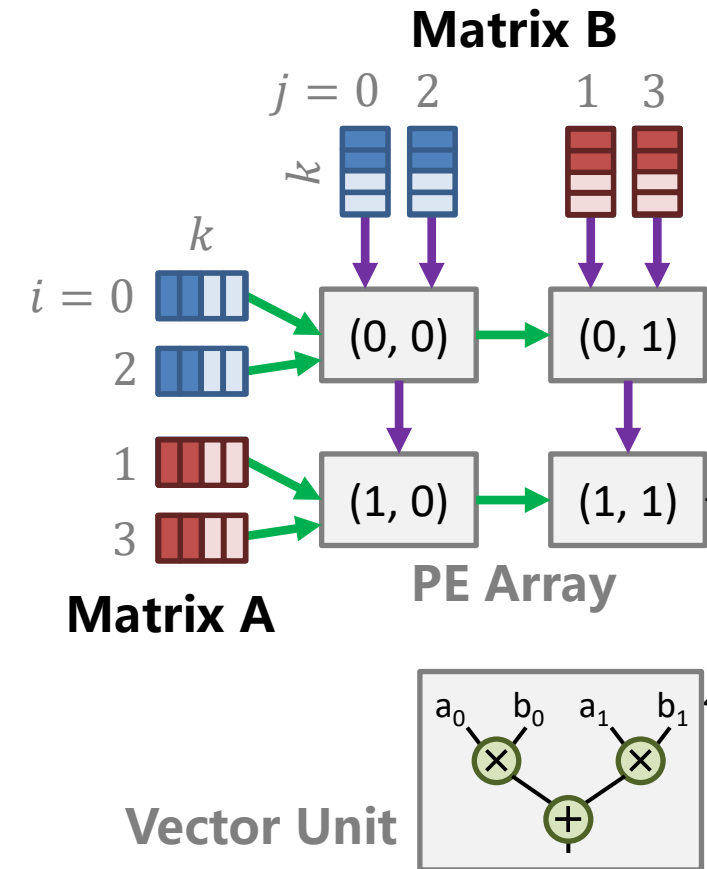 Matrix B
j = 0 2 1 3
k
k
i = 0
(0, 0) (0, 1)
2
1
(1, 0) (1, 1)
3
PE Array
Matrix A
a₀ b₀ a₁ b₁
× ×
Vector Unit
+